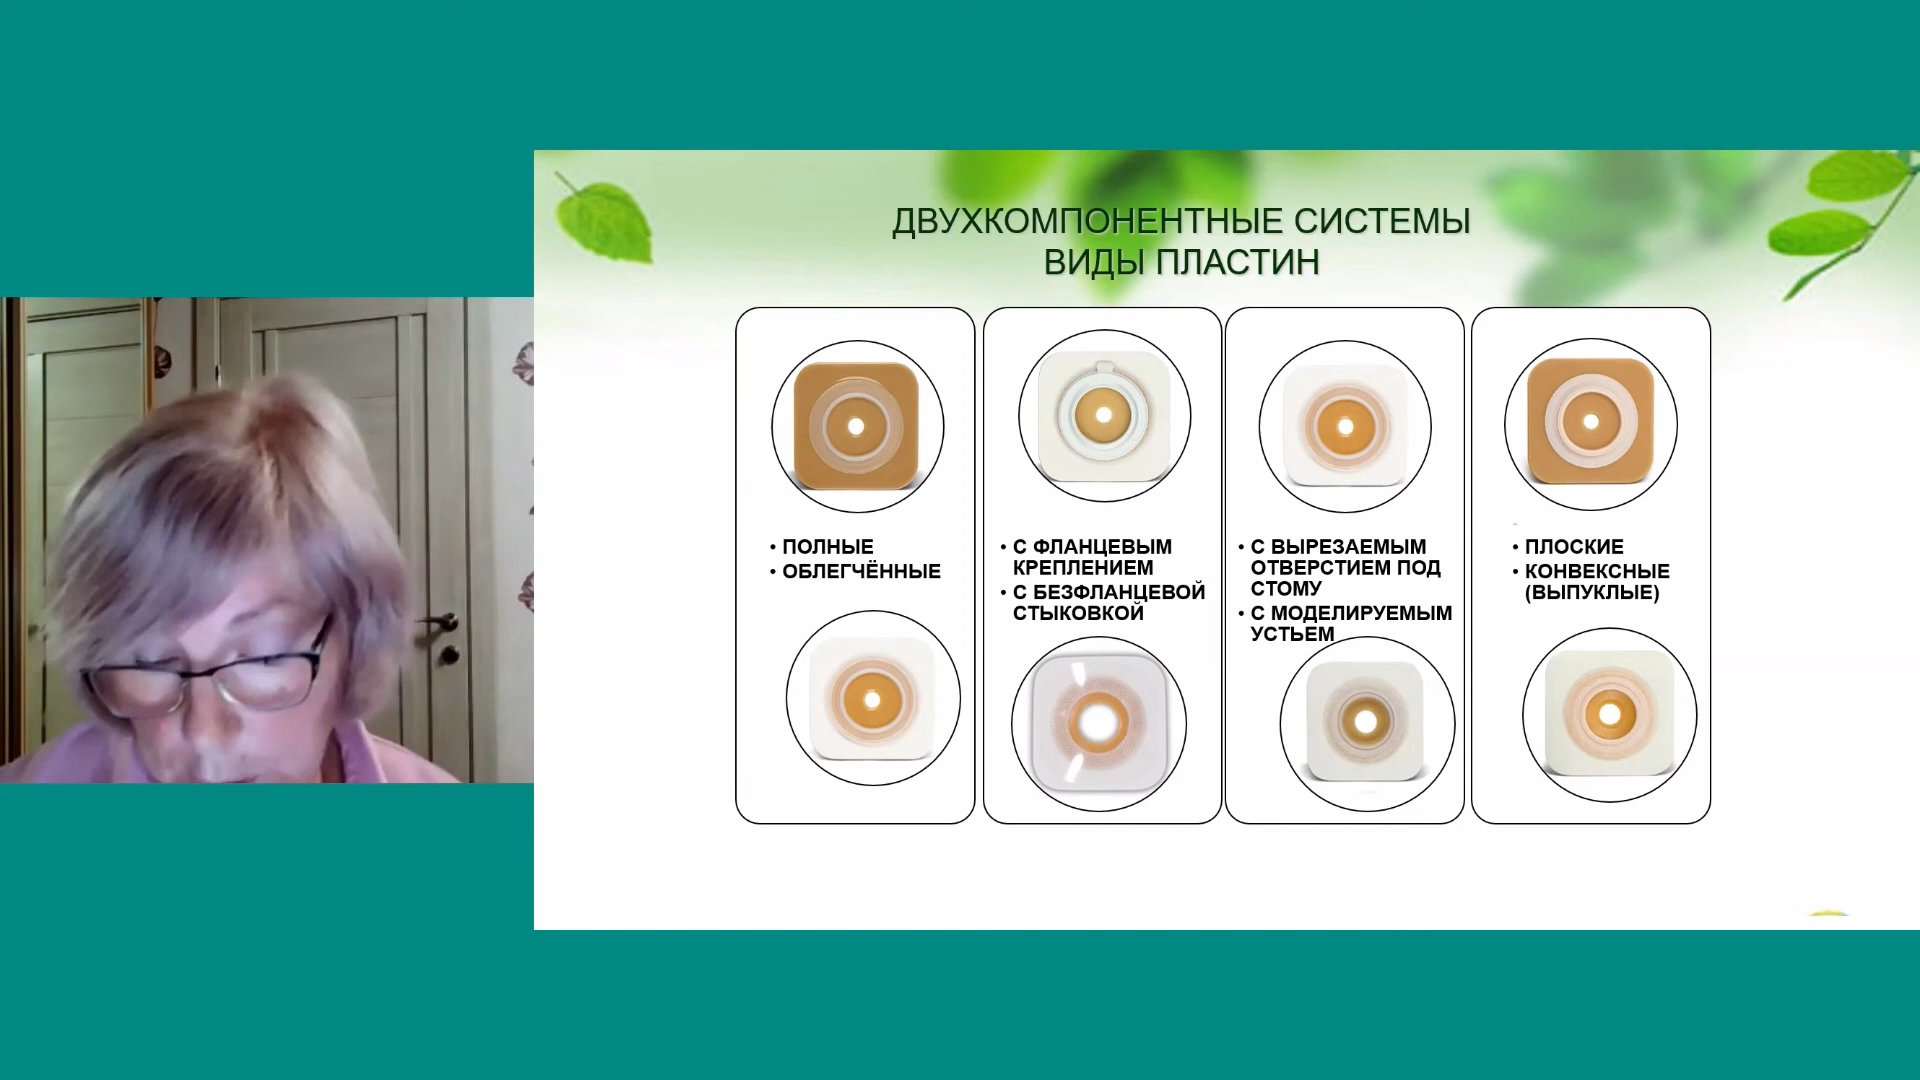 ДВУХКОМПОНЕНТНЫЕ СИСТЕМЫ
ВИДЫ ПЛАСТИН
• ПОЛНЫЕ
• ОБЛЕГЧЁННЫЕ
• С ФЛАНЦЕВЫМ
КРЕПЛЕНИЕМ
• С БЕЗФЛАНЦЕВОЙ
СТЫКОВКОЙ
• С ВЫРЕЗАЕМЫМ
ОТВЕРСТИЕМ ПОД
СТОМУ
• С МОДЕЛИРУЕМЫМ
УСТЬЕМ
• ПЛОСКИЕ
• КОНВЕКСНЫЕ
(ВЫПУКЛЫЕ)